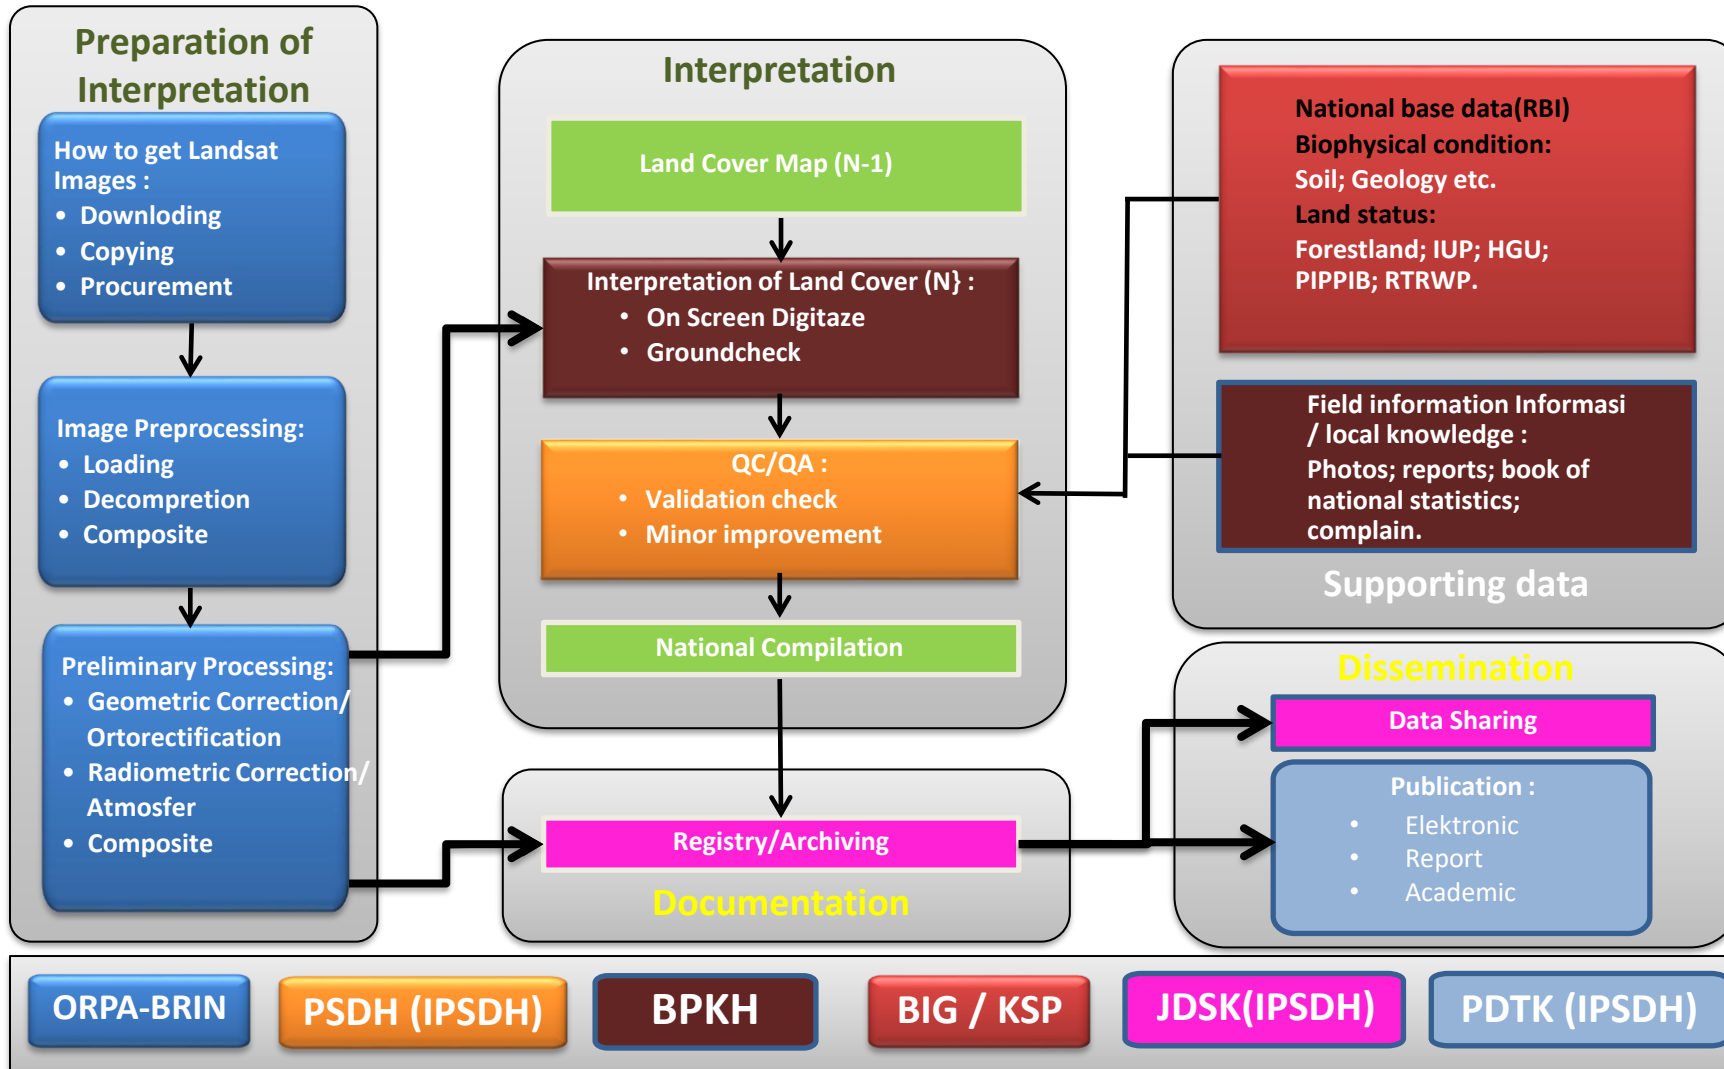 Preparation of
Interpretation
How to get Landsat
Images :
• Downloding
• Copying
• Procurement
Image Preprocessing:
• Loading
• Decompretion
• Composite
Preliminary Processing:
• Geometric Correction/
Ortorectification
• Radiometric Correction/
Atmosfer
• Composite
Interpretation
Land Cover Map (N-1)
Interpretation of Land Cover (N} :
• On Screen Digitaze
• Groundcheck
QC/QA :
• Validation check
• Minor improvement
National Compilation
Registry/Archiving
Documentation
National base data(RBI)
Biophysical condition:
Soil; Geology etc.
Land status:
Forestland; IUP; HGU;
PIPPIB; RTRWP.
Field information Informasi
/ local knowledge :
Photos; reports; book of
national statistics;
complain.
Supporting data
Dissemination
Data Sharing
Publication :
• Elektronic
• Report
• Academic
ORPA-BRIN
PSDH (IPSDH)
BPKH
BIG / KSP
JDSK(IPSDH)
PDTK (IPSDH)